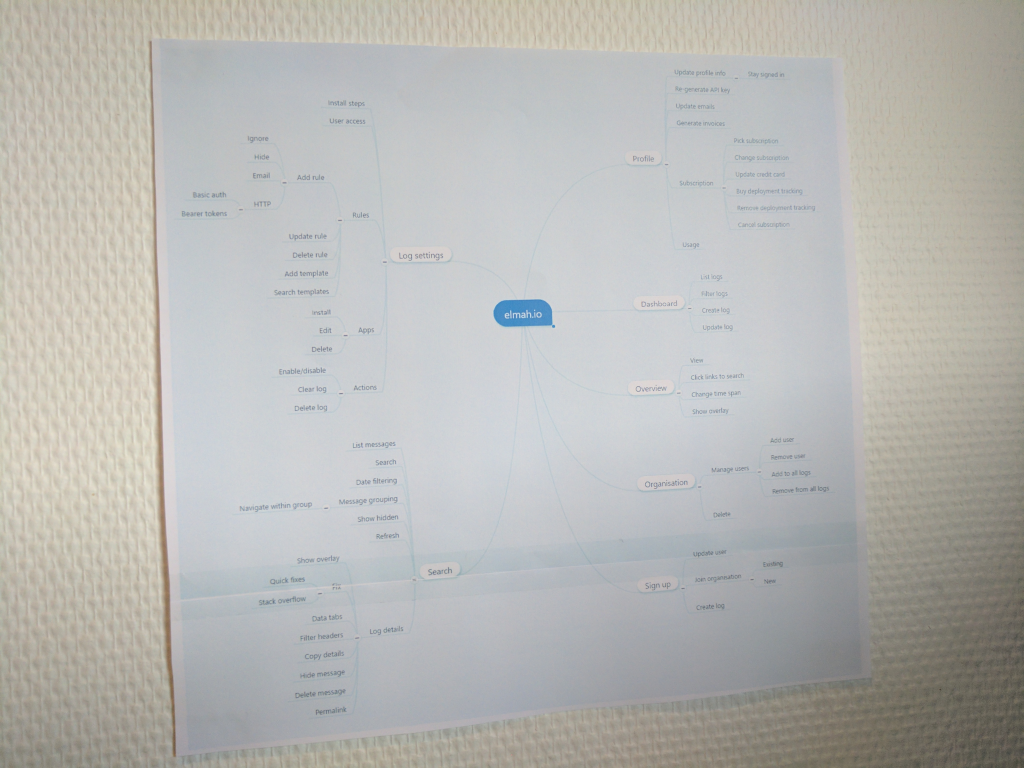 elmah.io
Log settings
Install steps
User access
Rules
Add rule
Ignore
Hide
Email
HTTP
Basic auth
Bearer tokens
Update rule
Delete rule
Add template
Search templates
Apps
Install
Edit
Delete
Actions
Enable/disable
Clear log
Delete log
Search
List messages
Search
Date filtering
Message grouping
Navigate within group
Show hidden
Refresh
Log details
Show overlay
Fix
Quick fixes
Stack overflow
Data tabs
Filter headers
Copy details
Hide message
Delete message
Permalink
Profile
Update profile info
Stay signed in
Re-generate API key
Update emails
Generate invoices
Subscription
Pick subscription
Change subscription
Update credit card
Buy deployment tracking
Remove deployment tracking
Cancel subscription
Usage
Dashboard
List logs
Filter logs
Create log
Update log
Overview
View
Click links to search
Change time span
Show overlay
Organisation
Manage users
Add user
Remove user
Add to all logs
Remove from all logs
Delete
Sign up
Update user
Join organisation
Existing
New
Create log